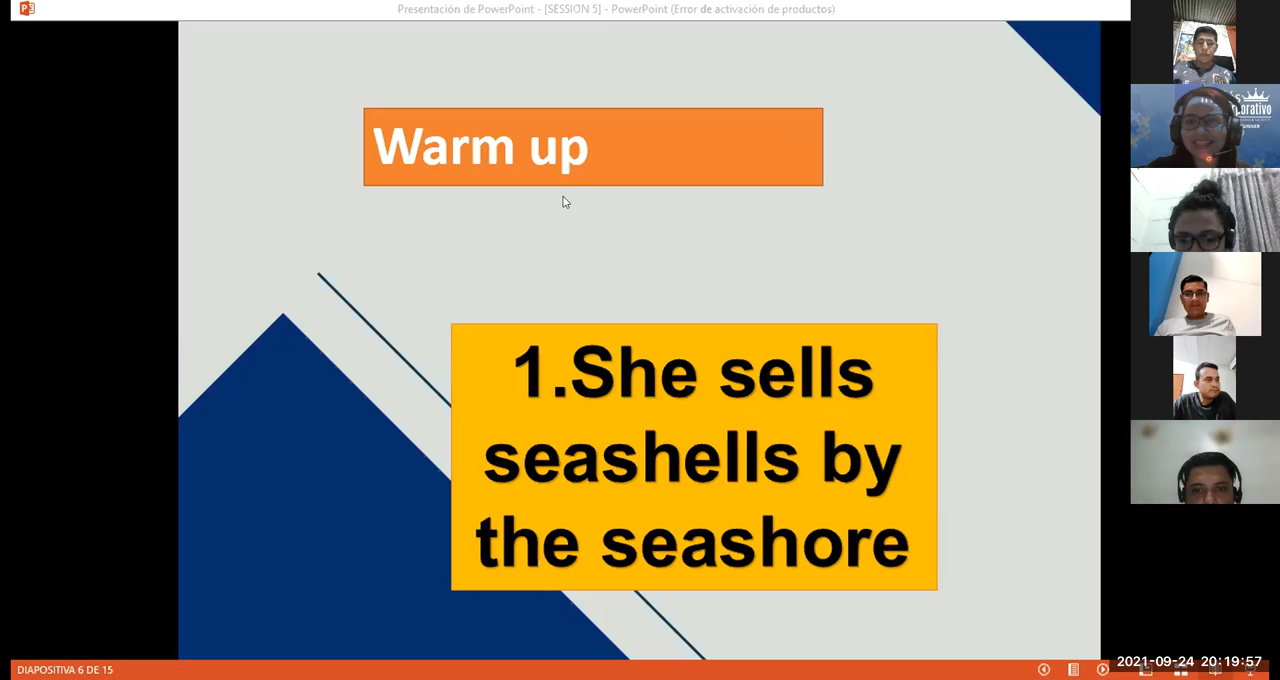 Presentación de PowerPoint - [SESSION 5] - PowerPoint (Error de activación de productos)
Warm up
1.She sells
seashells by
the seashore
DIAPOSITIVA 6 DE 15
2021-09-24 20:19:57